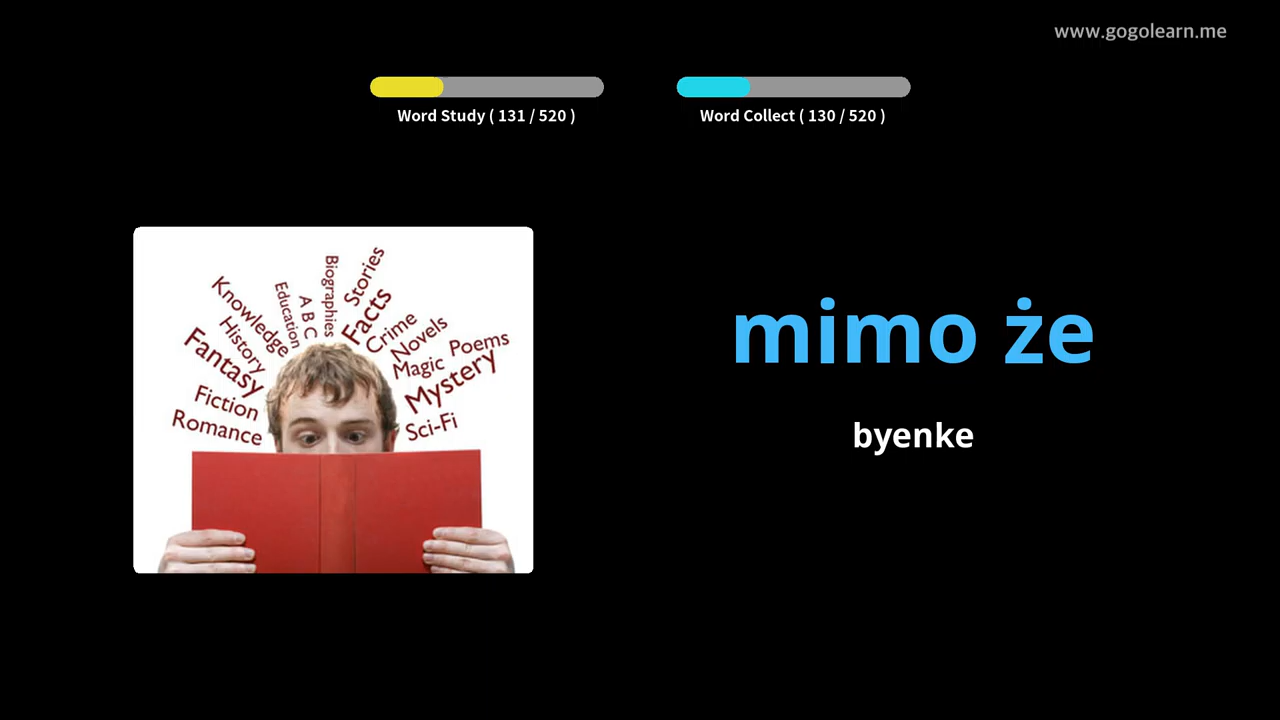 www.gogolearn.me
Word Study ( 131 / 520 )
Word Collect ( 130 / 520 )
Knowledge
Education
A B C
Biographies
Stories
Facts
Crime
Novels
Poems
History
Magic
Fantasy
Mystery
Fiction
Romance
Sci-Fi
mimo że
byenke